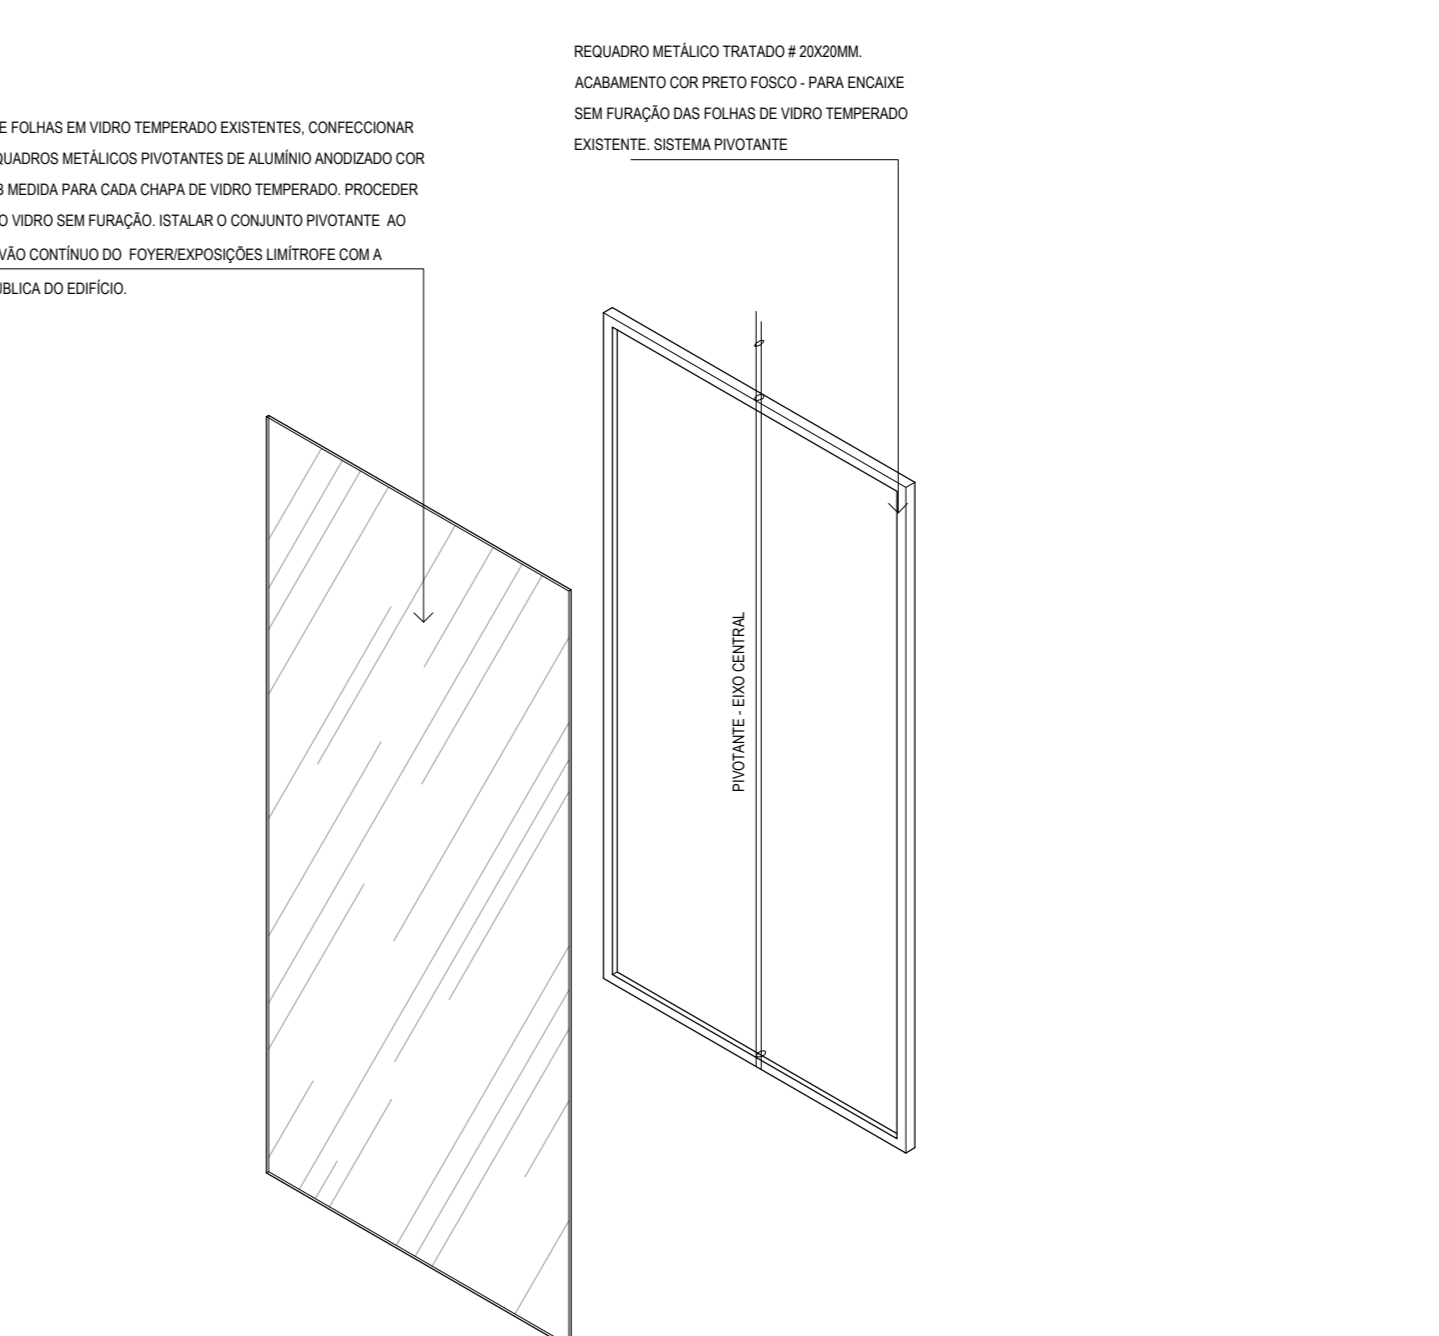 E FOLHAS EM VIDRO TEMPERADO EXISTENTES, CONFECCIONAR
QUADROS METÁLICOS PIVOTANTES DE ALUMÍNIO ANODIZADO COR
MEDIDA PARA CADA CHAPA DE VIDRO TEMPERADO. PROCEDER
O VIDRO SEM FURAÇÃO. ISTALAR O CONJUNTO PIVOTANTE AO
VÃO CONTÍNUO DO FOYER/EXPOSIÇÕES LIMÍTROFE COM A
BLICA DO EDIFÍCIO.
REQUADRO METÁLICO TRATADO # 20X20MM.
ACABAMENTO COR PRETO FOSCO - PARA ENCAIXE
SEM FURAÇÃO DAS FOLHAS DE VIDRO TEMPERADO
EXISTENTE. SISTEMA PIVOTANTE
PIVOTANTE - EIXO CENTRAL